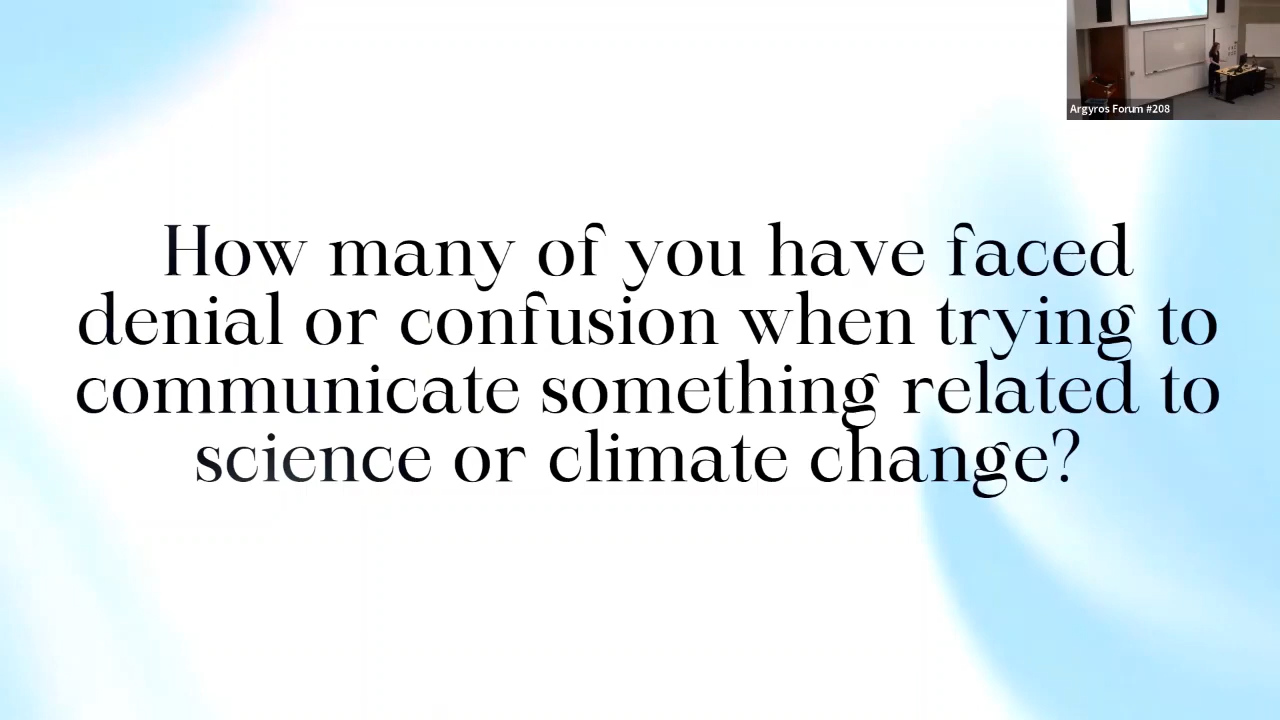 Argyros Forum #208
How many of you have faced
denial or confusion when trying to
communicate something related to
science or climate change?